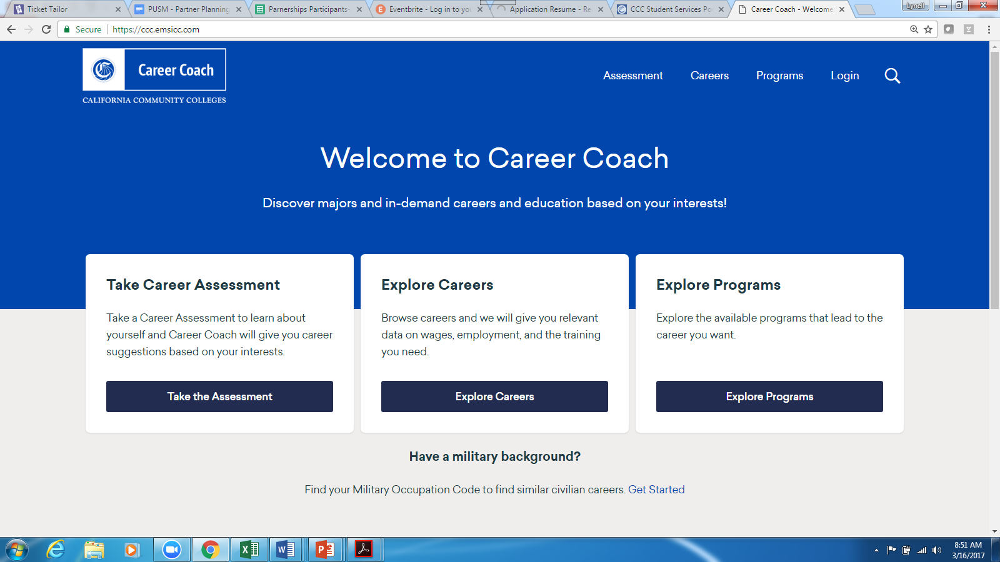 Ticket Tailor
PUSM - Partner Planning
Parnerships Participants-
Eventbrite - Log in to you
Application Resume - Re
CCC Student Services Po
Career Coach - Welcome
Lynell
Secure
https://ccc.emsicc.com
Career Coach
CALIFORNIA COMMUNITY COLLEGES
Assessment
Careers
Programs
Login
Welcome to Career Coach
Discover majors and in-demand careers and education based on your interests!
Take Career Assessment
Take a Career Assessment to learn about
yourself and Career Coach will give you career
suggestions based on your interests.
Take the Assessment
Explore Careers
Browse careers and we will give you relevant
data on wages, employment, and the training
you need.
Explore Careers
Explore Programs
Explore the available programs that lead to the
career you want.
Explore Programs
Have a military background?
Find your Military Occupation Code to find similar civilian careers. Get Started
8:51 AM
3/16/2017